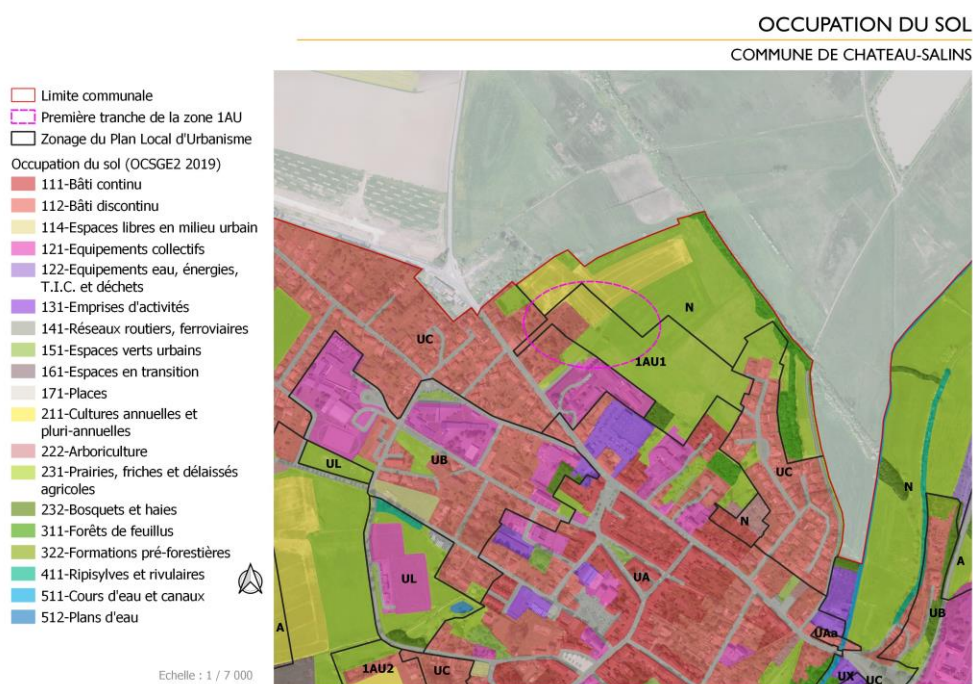 OCCUPATION DU SOL
COMMUNE DE CHATEAU-SALINS
Limite communale
Première tranche de la zone 1AU
Zonage du Plan Local d'Urbanisme
Occupation du sol (OCSGE2 2019)
111-Bâti continu
112-Bâti discontinu
114-Espaces libres en milieu urbain
121-Equipements collectifs
122-Equipements eau, énergies,
T.I.C. et déchets
131-Emprises d'activités
141-Réseaux routiers, ferroviaires
151-Espaces verts urbains
161-Espaces en transition
171-Places
211-Cultures annuelles et
pluri-annuelles
222-Arboriculture
231-Prairies, friches et délaissés
agricoles
232-Bosquets et haies
311-Forêts de feuillus
322-Formations pré-forestières
411-Ripisylves et rivulaires
511-Cours d'eau et canaux
512-Plans d'eau
Echelle : 1 / 7 000
N
UC
1AU1
UB
UL
UC
N
N
UL
UA
A
UB
A
UAa
1AU2
UC
UX
UC